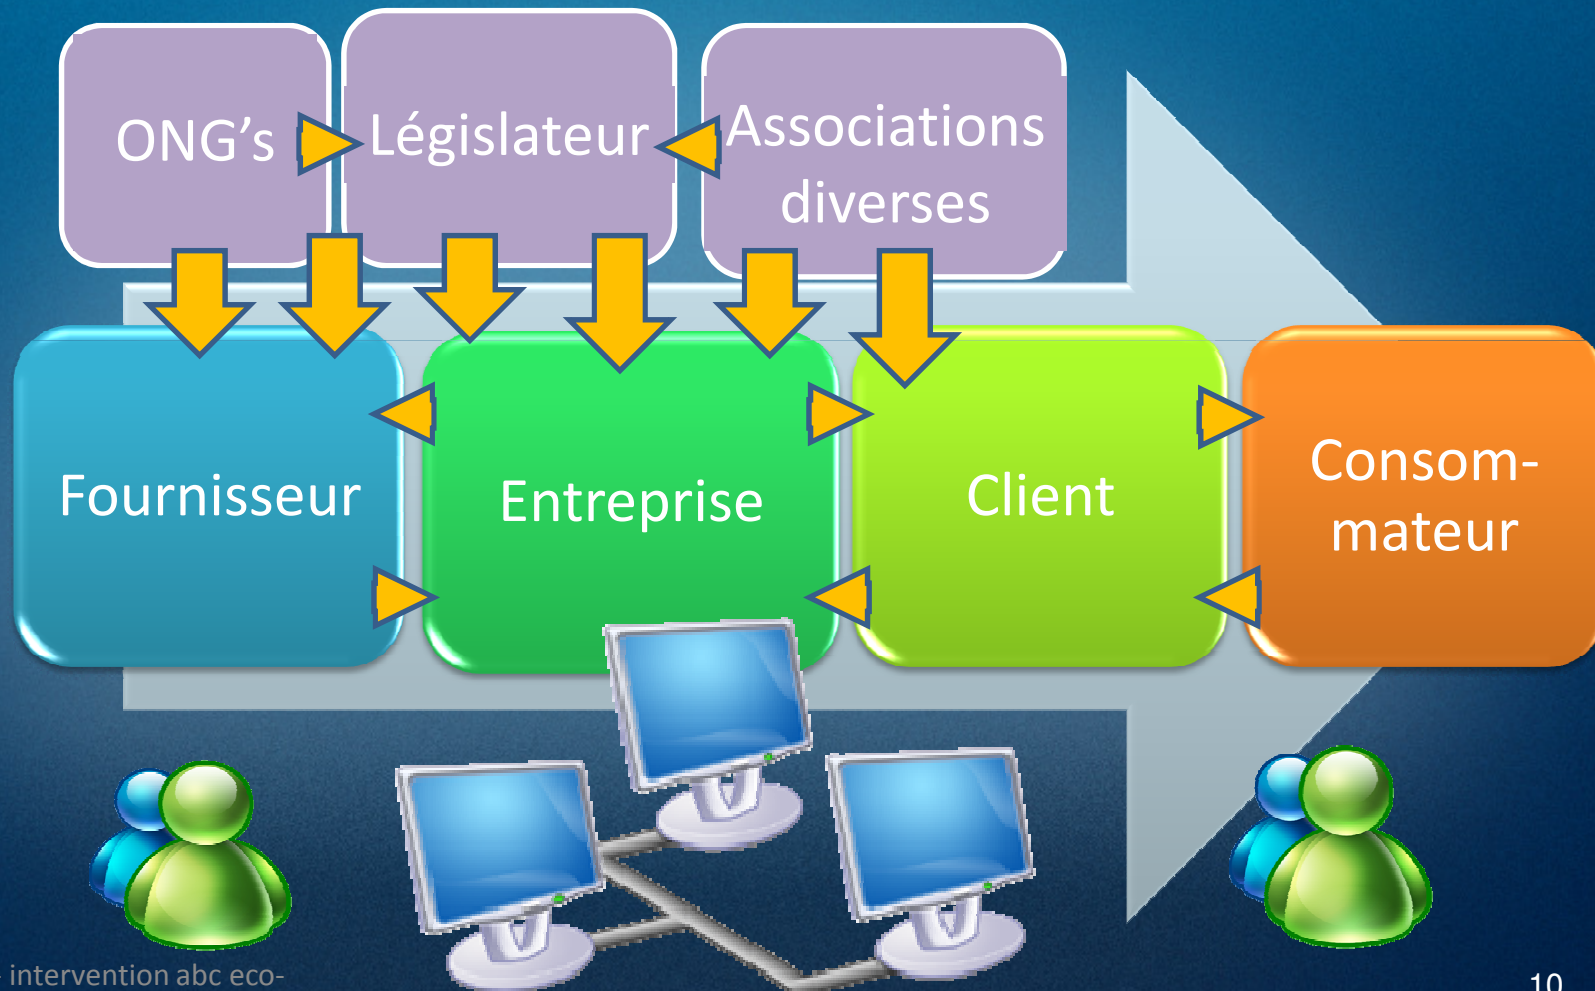 ONG’s
Législateur
Associations
diverses
Fournisseur
Entreprise
Client
Consom-
mateur
intervention abc eco-
10